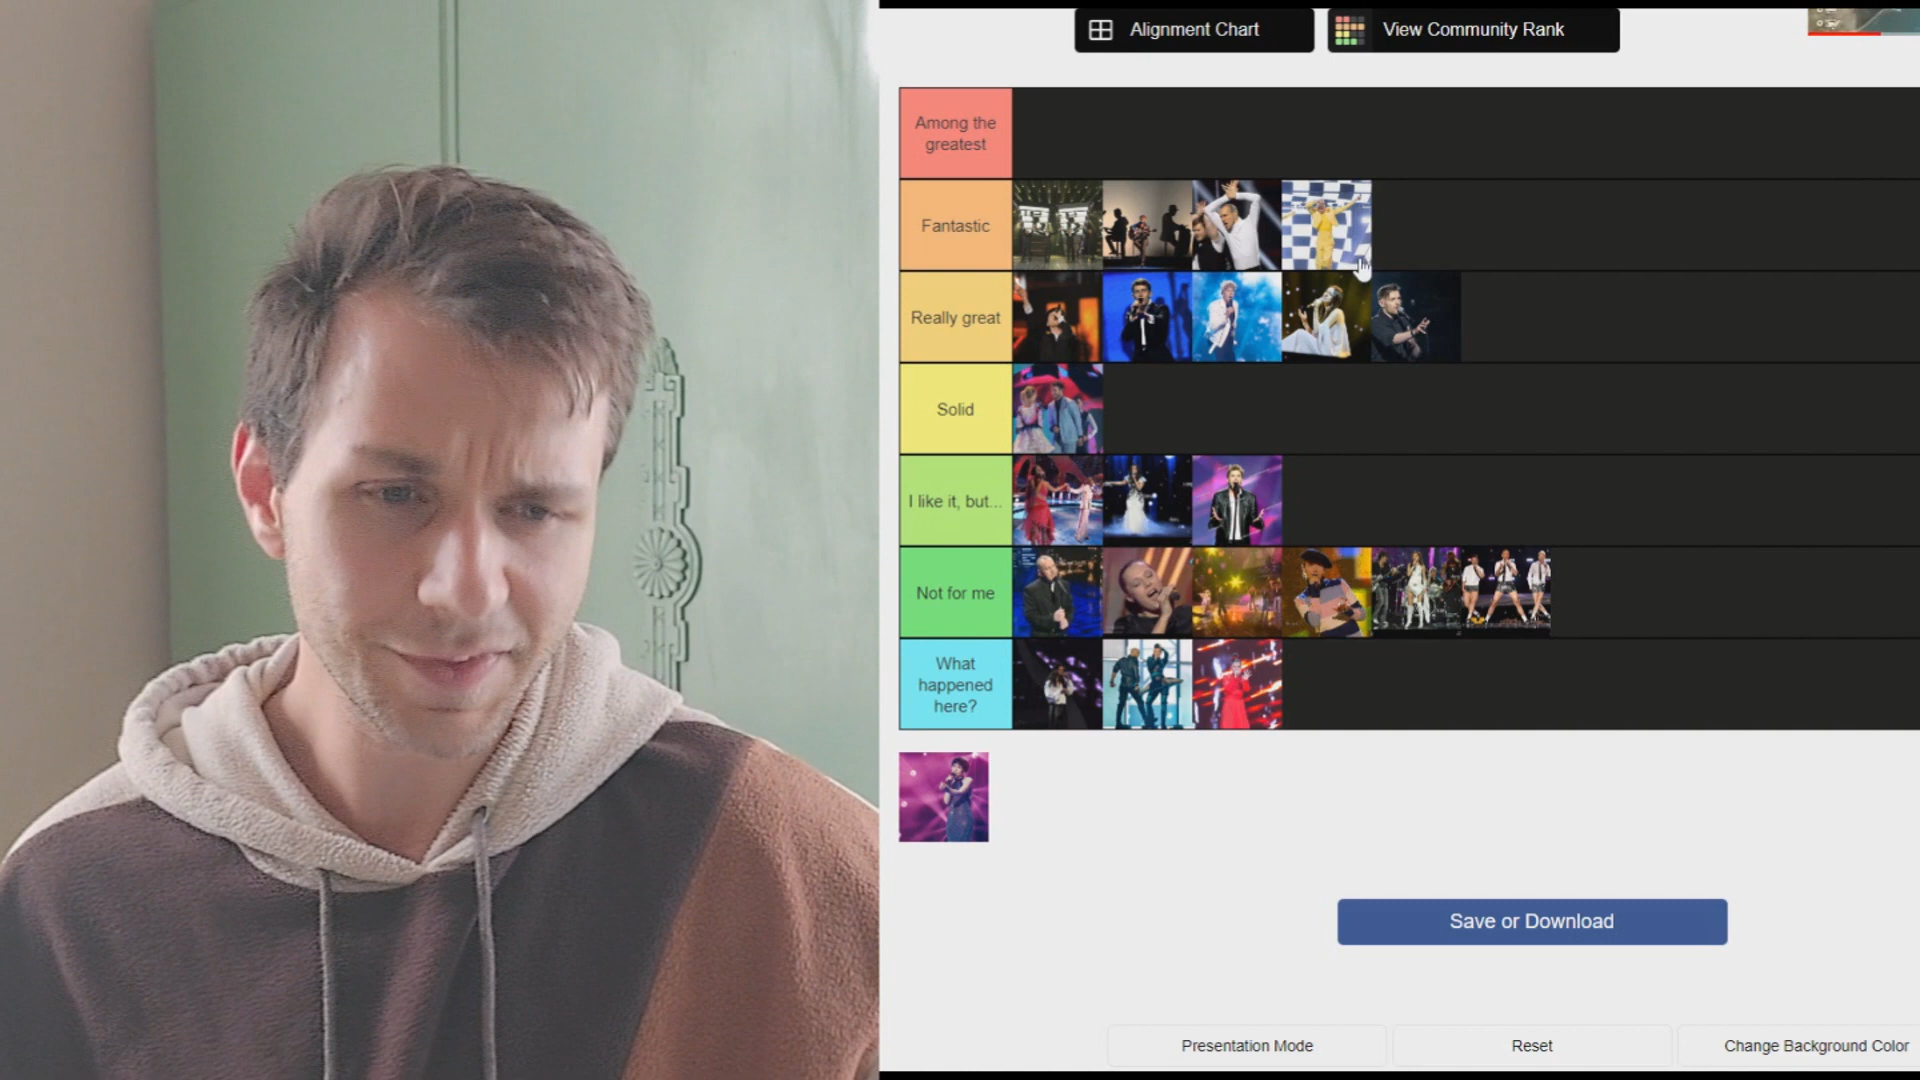 Alignment Chart
View Community Rank
Among the
greatest
Fantastic
Really great
Solid
I like it, but...
Not for me
What
happened
here?
Save or Download
Presentation Mode
Reset
Change Background Color